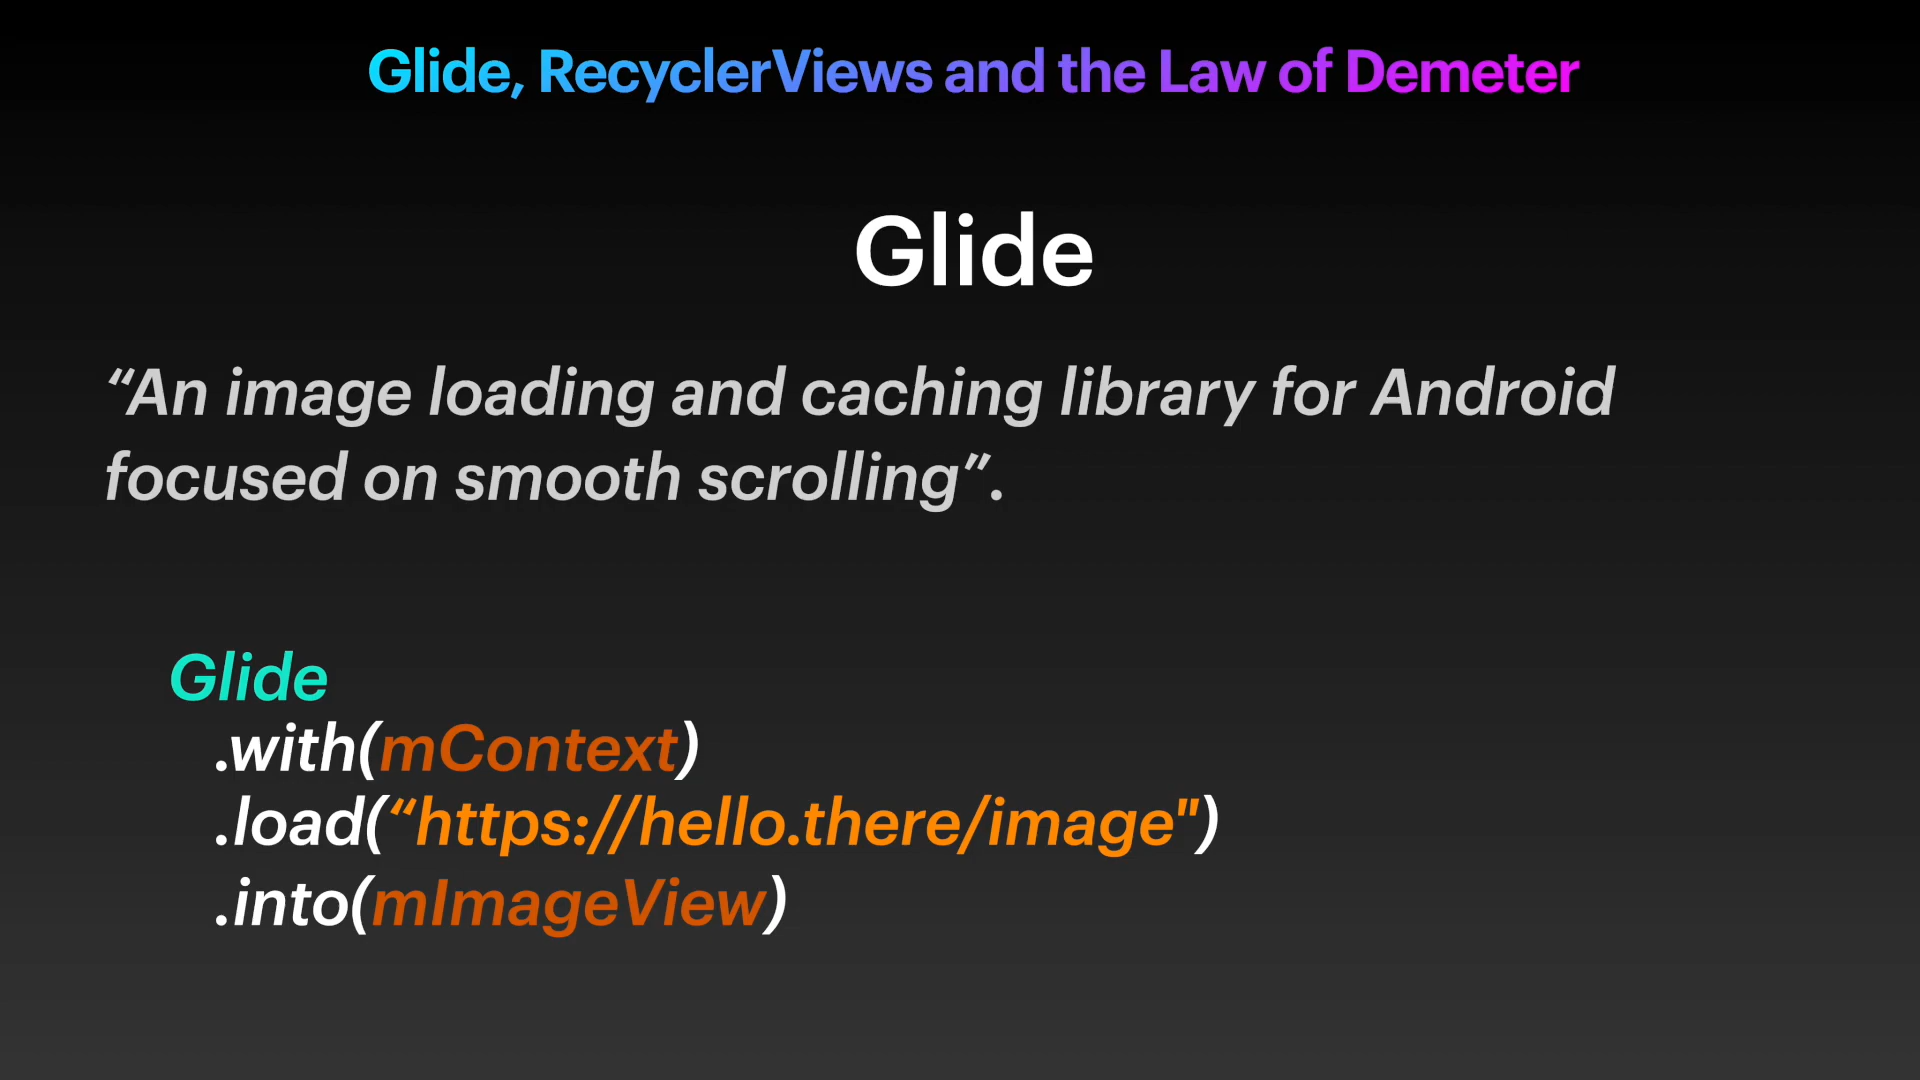 Glide, RecyclerViews and the Law of Demeter
Glide
“An image loading and caching library for Android
focused on smooth scrolling”.
Glide
.with(mContext)
.load(“https://hello.there/image")
.into(mImageView)